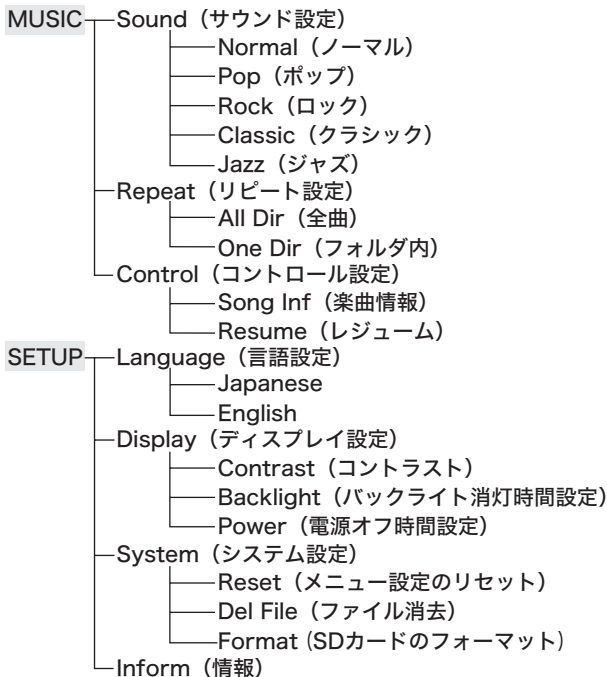 MUSIC Sound（サウンド設定）
Normal（ノーマル）
Pop（ポップ）
Rock（ロック）
Classic（クラシック）
Jazz（ジャズ）
Repeat（リピート設定）
All Dir（全曲）
One Dir（フォルダ内）
Control（コントロール設定）
Song Inf（楽曲情報）
Resume（レジューム）
SETUP Language（言語設定）
Japanese
English
Display（ディスプレイ設定）
Contrast（コントラスト）
Backlight（バックライト消灯時間設定）
Power（電源オフ時間設定）
System（システム設定）
Reset（メニュー設定のリセット）
Del File（ファイル消去）
Format (SDカードのフォーマット)
Inform（情報）